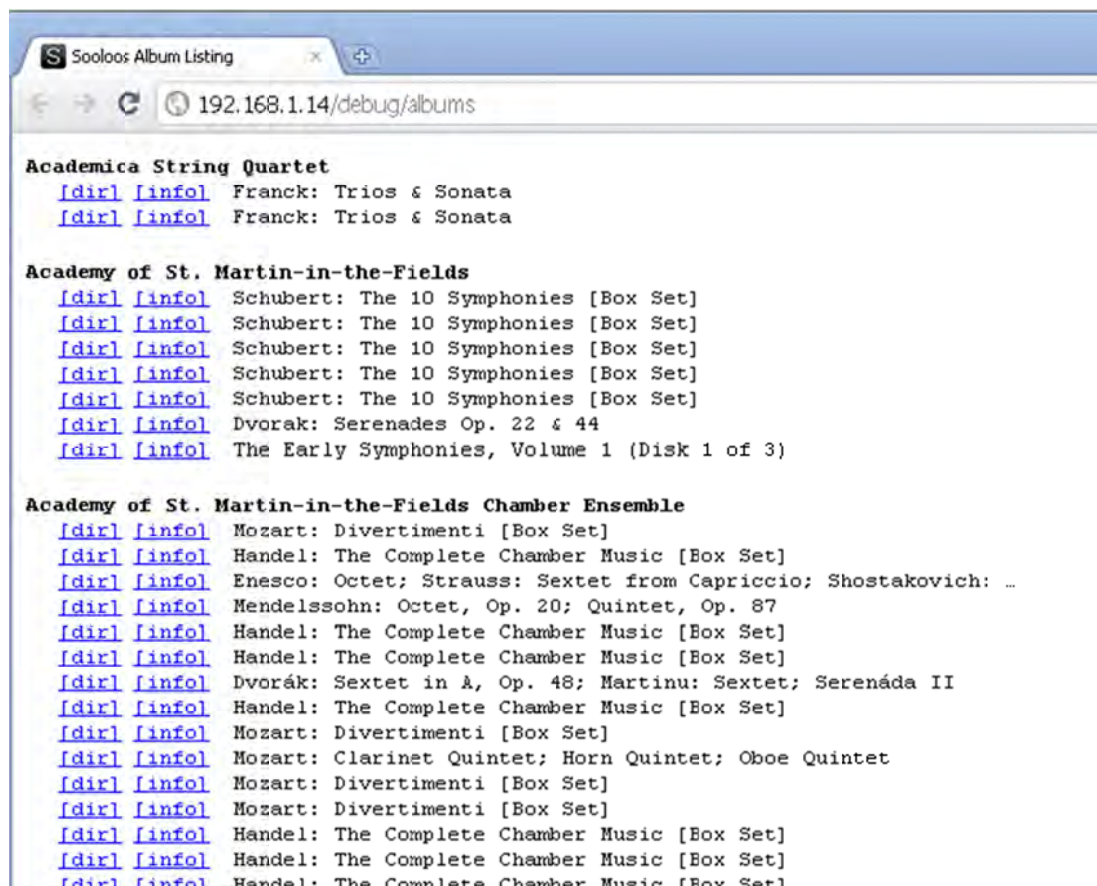 Sooloos Album Listing
192.168.1.14/debug/albums
Academica String Quartet
[dir] [info] Franck: Trios & Sonata
[dir] [info] Franck: Trios & Sonata
Academy of St. Martin-in-the-Fields
[dir] [info] Schubert: The 10 Symphonies [Box Set]
[dir] [info] Schubert: The 10 Symphonies [Box Set]
[dir] [info] Schubert: The 10 Symphonies [Box Set]
[dir] [info] Schubert: The 10 Symphonies [Box Set]
[dir] [info] Schubert: The 10 Symphonies [Box Set]
[dir] [info] Dvorak: Serenades Op. 22 & 44
[dir] [info] The Early Symphonies, Volume 1 (Disk 1 of 3)
Academy of St. Martin-in-the-Fields Chamber Ensemble
[dir] [info] Mozart: Divertimenti [Box Set]
[dir] [info] Handel: The Complete Chamber Music [Box Set]
[dir] [info] Enesco: Octet; Strauss: Sextet from Capriccio; Shostakovich: …
[dir] [info] Mendelssohn: Octet, Op. 20; Quintet, Op. 87
[dir] [info] Handel: The Complete Chamber Music [Box Set]
[dir] [info] Handel: The Complete Chamber Music [Box Set]
[dir] [info] Dvorák: Sextet in A, Op. 48; Martinu: Sextet; Serenáda II
[dir] [info] Handel: The Complete Chamber Music [Box Set]
[dir] [info] Mozart: Divertimenti [Box Set]
[dir] [info] Mozart: Clarinet Quintet; Horn Quintet; Oboe Quintet
[dir] [info] Mozart: Divertimenti [Box Set]
[dir] [info] Mozart: Divertimenti [Box Set]
[dir] [info] Handel: The Complete Chamber Music [Box Set]
[dir] [info] Handel: The Complete Chamber Music [Box Set]
[dir] [info] Handel: The Complete Chamber Music [Box Set]